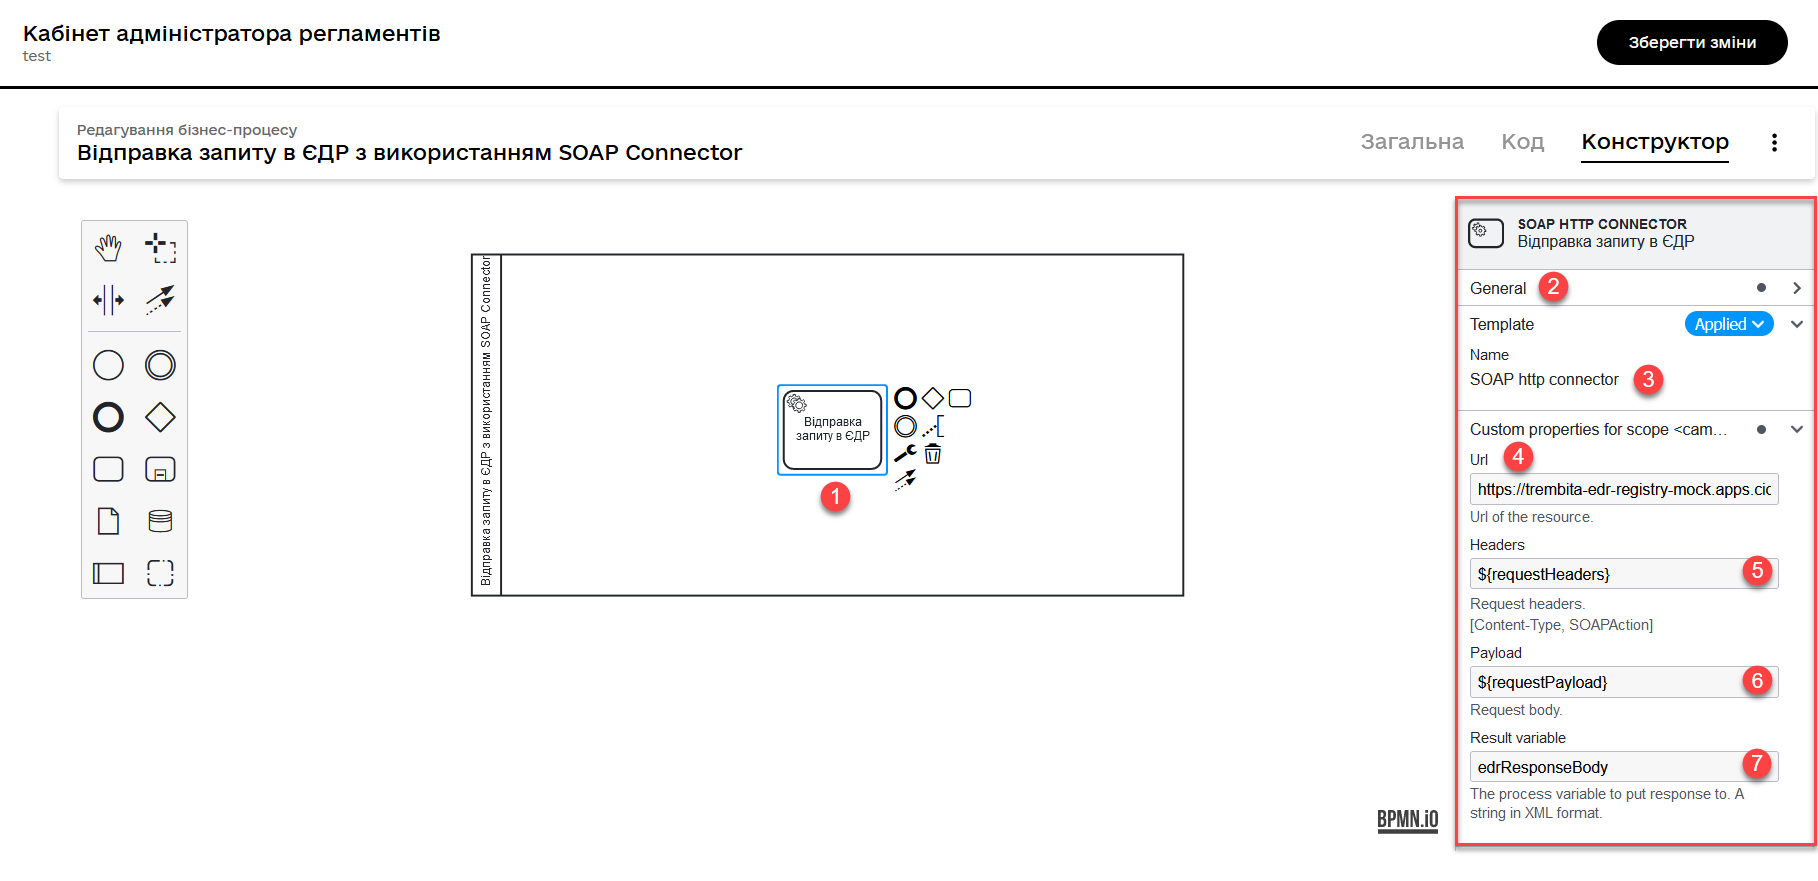 Кабінет адміністратора регламентів
test
Зберегти зміни
Редагування бізнес-процесу
Відправка запиту в ЄДР з використанням SOAP Connector
Загальна
Код
Конструктор
Відправка запиту в ЄДР з використанням SOAP Connector
Відправка
запиту в ЄДР
1
SOAP HTTP CONNECTOR
Відправка запиту в ЄДР
General
2
Template
Applied
Name
SOAP http connector
3
Custom properties for scope <cam...
Url
4
https://trembita-edr-registry-mock.apps.cic
Url of the resource.
Headers
${requestHeaders}
5
Request headers.
[Content-Type, SOAPAction]
Payload
${requestPayload}
6
Request body.
Result variable
edrResponseBody
7
The process variable to put response to. A
string in XML format.
BPMN.iO